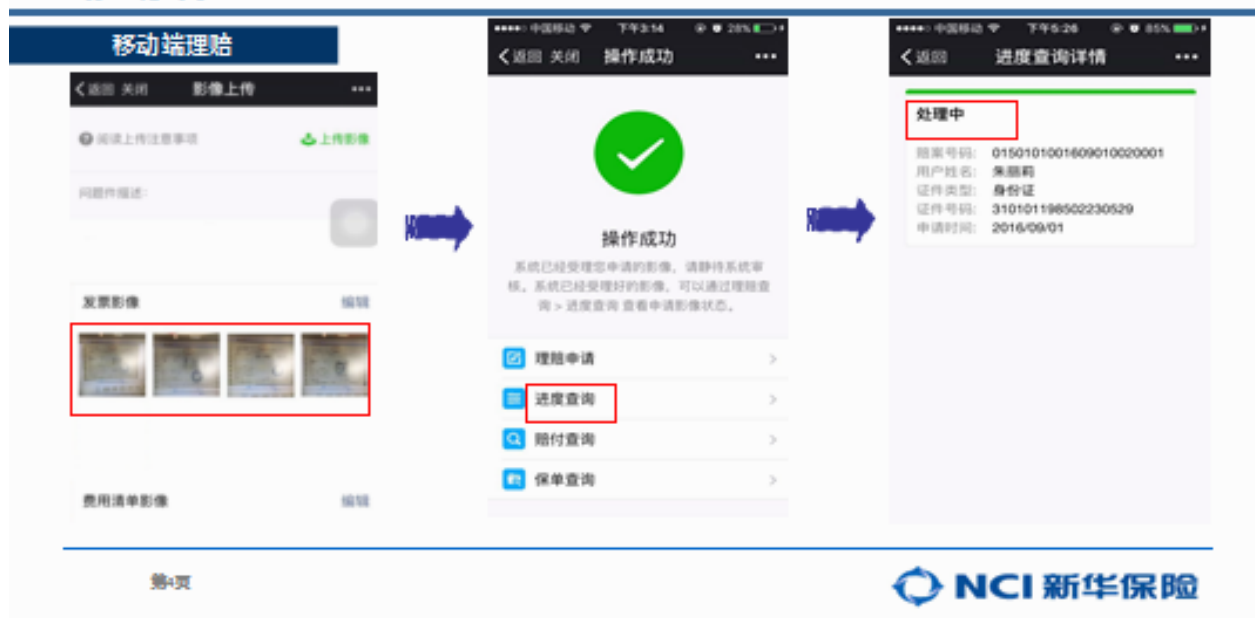 移动端理赔
返回 关闭 影像上传
阅读上传注意事项 上传影像
问题件描述:
发票影像 编辑
费用清单影像 编辑
中国移动 下午3:14 28%
返回 关闭 操作成功
操作成功
系统已经受理您申请的影像，请静待系统审
核。系统已经受理好的影像，可以通过理赔查
询 > 进度查询 查看申请影像状态。
理赔申请
进度查询
赔付查询
保单查询
中国移动 下午5:26 85%
返回 进度查询详情
处理中
赔案号码: 0150101001609010020001
用户姓名: 朱丽莉
证件类型: 身份证
证件号码: 310101198502230529
申请时间: 2016/09/01
第4页
NCI 新华保险